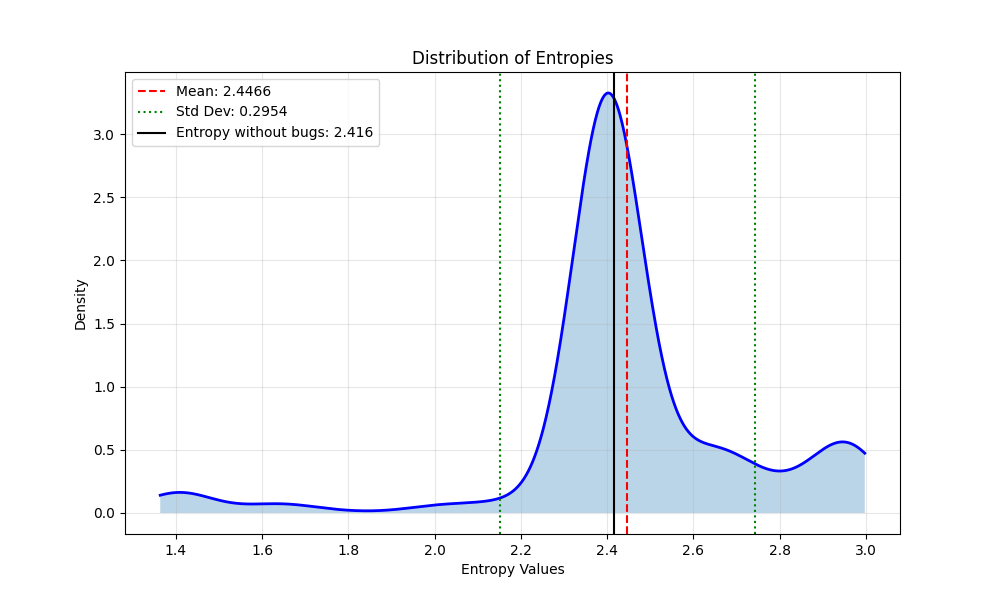 Distribution of Entropies
Mean: 2.4466
Std Dev: 0.2954
Entropy without bugs: 2.416
Density
3.0
2.5
2.0
1.5
1.0
0.5
0.0
1.4 1.6 1.8 2.0 2.2 2.4 2.6 2.8 3.0
Entropy Values